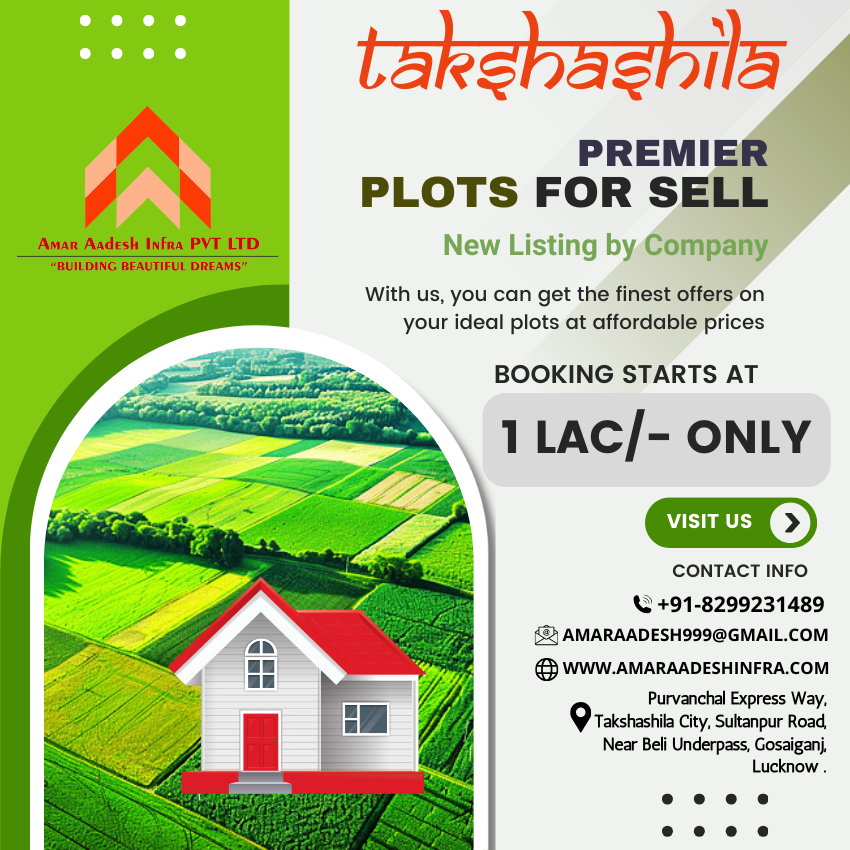 takshashila
AMAR AADESH INFRA PVT LTD
“BUILDING BEAUTIFUL DREAMS”
PREMIER
PLOTS FOR SELL
New Listing by Company
With us, you can get the finest offers on
your ideal plots at affordable prices
BOOKING STARTS AT
1 LAC/- ONLY
VISIT US
CONTACT INFO
+91-8299231489
AMARAADESH999@GMAIL.COM
WWW.AMARAADESHINFRA.COM
Purvanchal Express Way,
Takshashila City, Sultanpur Road,
Near Beli Underpass, Gosaiganj,
Lucknow .